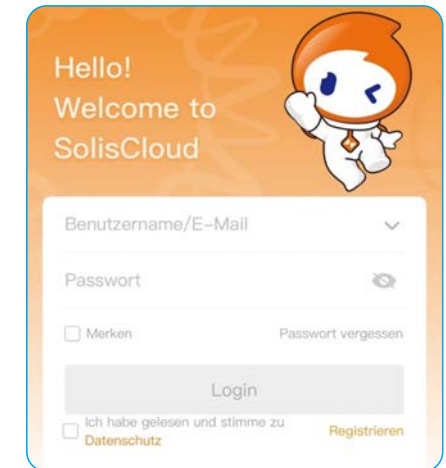 Hello!
Welcome to
SolisCloud
Benutzername/E-Mail
Passwort
Merken
Passwort vergessen
Login
Ich habe gelesen und stimme zu
Datenschutz
Registrieren